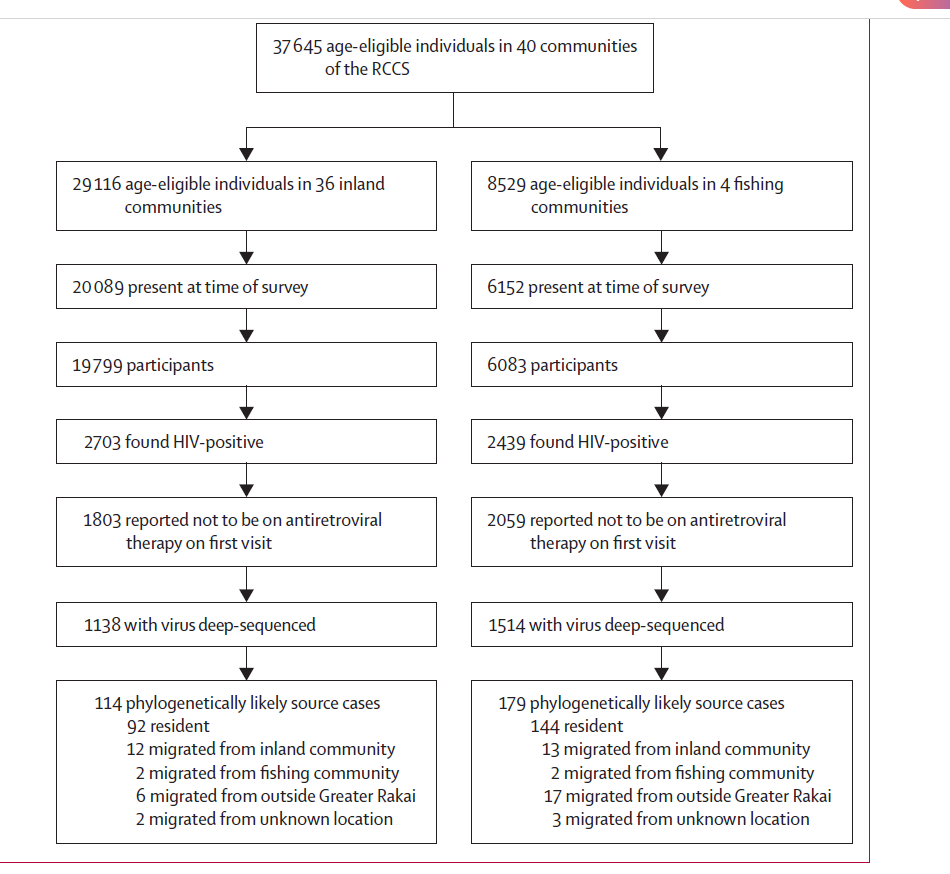 37 645 age-eligible individuals in 40 communities
of the RCCS
29 116 age-eligible individuals in 36 inland
communities
8529 age-eligible individuals in 4 fishing
communities
20 089 present at time of survey
6152 present at time of survey
19 799 participants
6083 participants
2703 found HIV-positive
2439 found HIV-positive
1803 reported not to be on antiretroviral
therapy on first visit
2059 reported not to be on antiretroviral
therapy on first visit
1138 with virus deep-sequenced
1514 with virus deep-sequenced
114 phylogenetically likely source cases
92 resident
12 migrated from inland community
2 migrated from fishing community
6 migrated from outside Greater Rakai
2 migrated from unknown location
179 phylogenetically likely source cases
144 resident
13 migrated from inland community
2 migrated from fishing community
17 migrated from outside Greater Rakai
3 migrated from unknown location